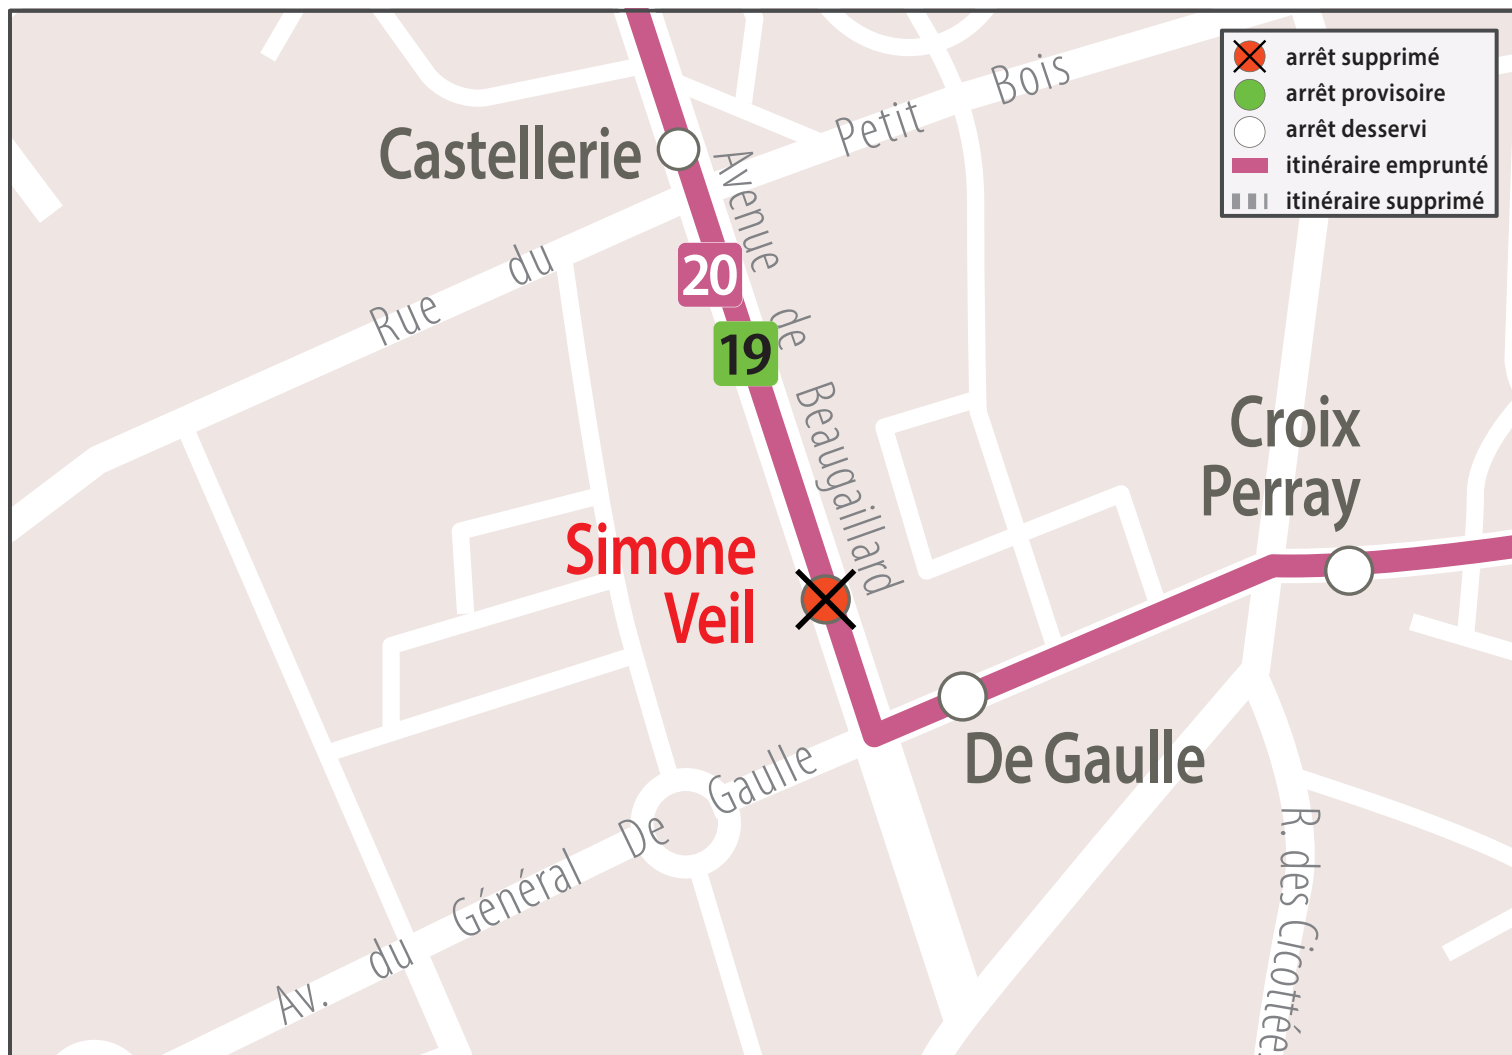 arrêt supprimé
arrêt provisoire
arrêt desservi
itinéraire emprunté
itinéraire supprimé
Rue du Petit Bois
Castellerie
Avenue de Beaugaillard
20
19
Croix
Perray
Simone
Veil
De Gaulle
Av. du Général De Gaulle
R. des Cicottée